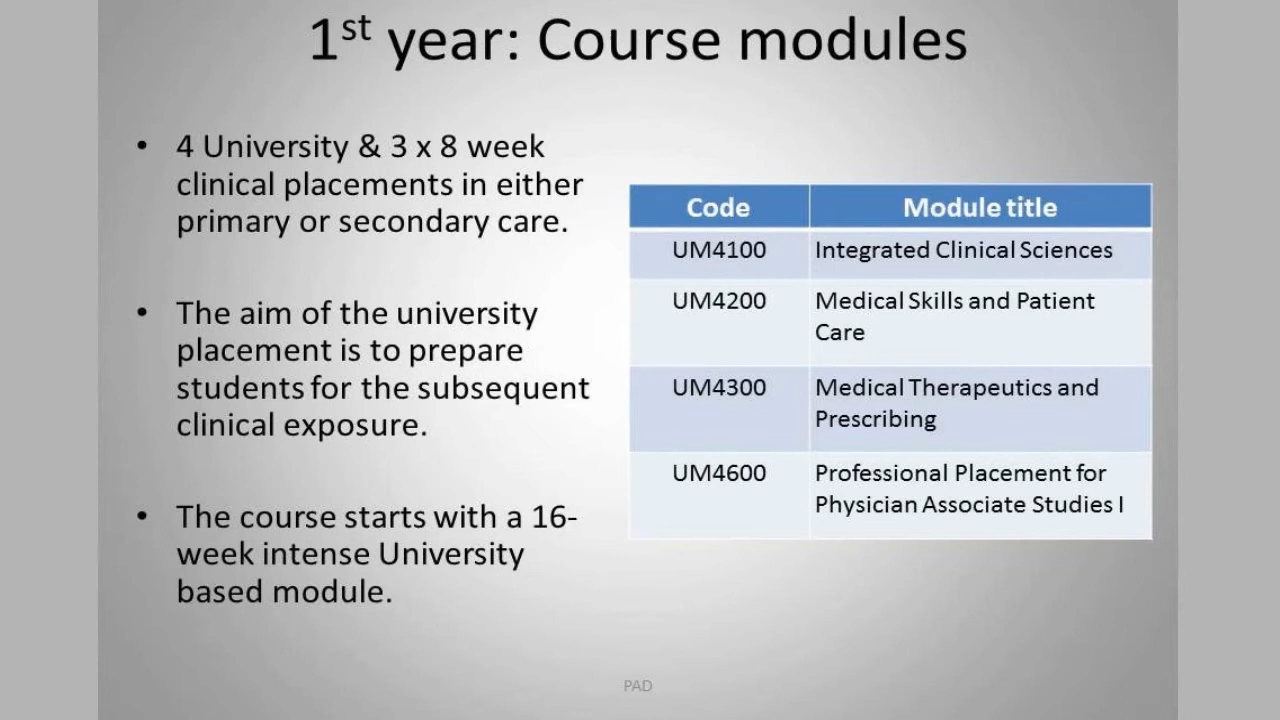 1st year: Course modules
• 4 University & 3 x 8 week
clinical placements in either
primary or secondary care.
• The aim of the university
placement is to prepare
students for the subsequent
clinical exposure.
• The course starts with a 16-
week intense University
based module.
Code Module title
UM4100 Integrated Clinical Sciences
UM4200 Medical Skills and Patient
Care
UM4300 Medical Therapeutics and
Prescribing
UM4600 Professional Placement for
Physician Associate Studies I
PAD